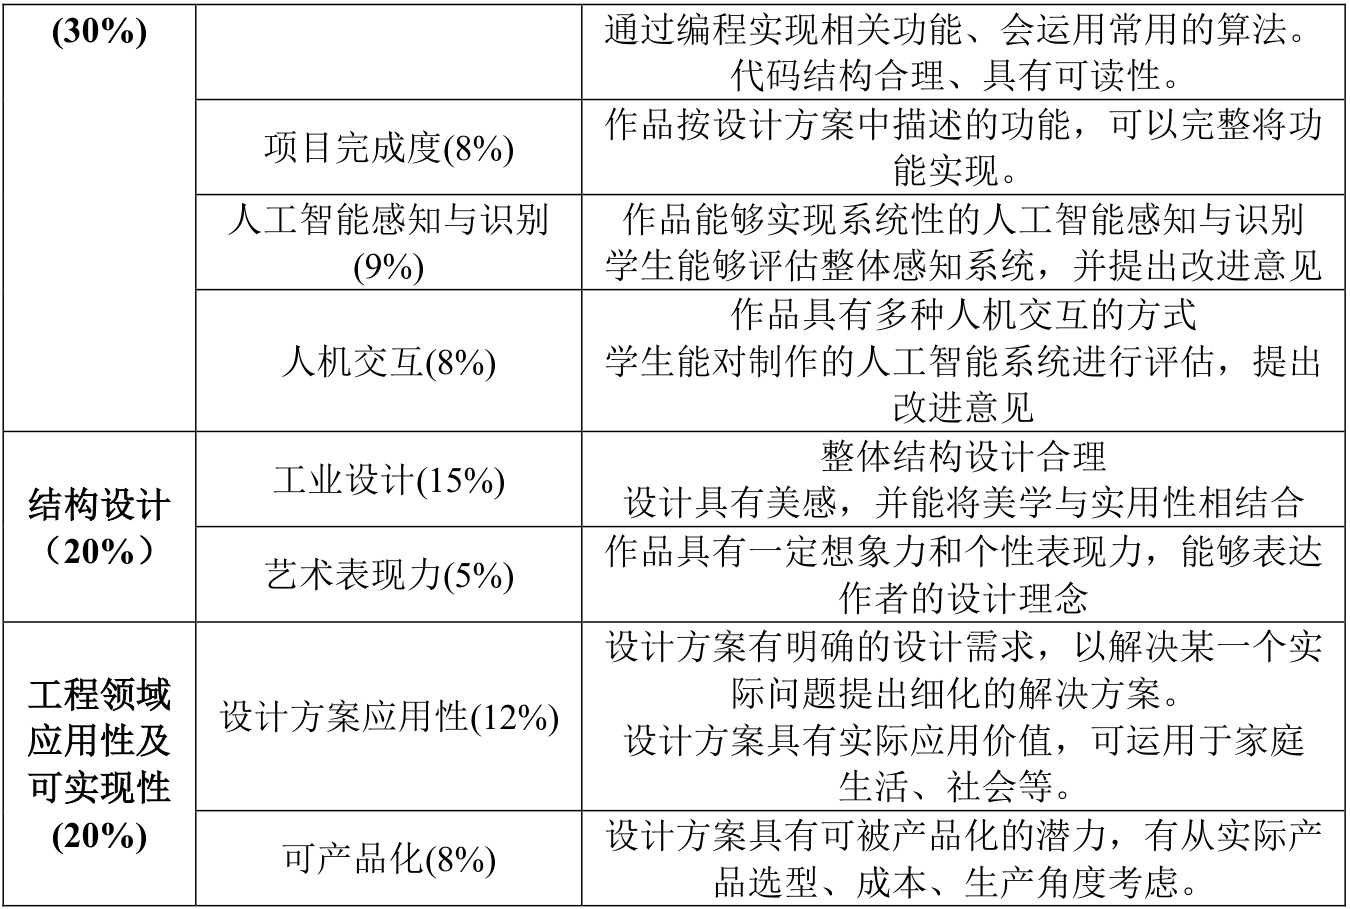 (30%)
通过编程实现相关功能、会运用常用的算法。
代码结构合理、具有可读性。
项目完成度(8%)
作品按设计方案中描述的功能，可以完整将功
能实现。
人工智能感知与识别
(9%)
作品能够实现系统性的人工智能感知与识别
学生能够评估整体感知系统，并提出改进意见
人机交互(8%)
作品具有多种人机交互的方式
学生能对制作的人工智能系统进行评估，提出
改进意见
结构设计
（20%）
工业设计(15%)
整体结构设计合理
设计具有美感，并能将美学与实用性相结合
艺术表现力(5%)
作品具有一定想象力和个性表现力，能够表达
作者的设计理念
工程领域
应用性及
可实现性
(20%)
设计方案应用性(12%)
设计方案有明确的设计需求，以解决某一个实
际问题提出细化的解决方案。
设计方案具有实际应用价值，可运用于家庭
生活、社会等。
可产品化(8%)
设计方案具有可被产品化的潜力，有从实际产
品选型、成本、生产角度考虑。